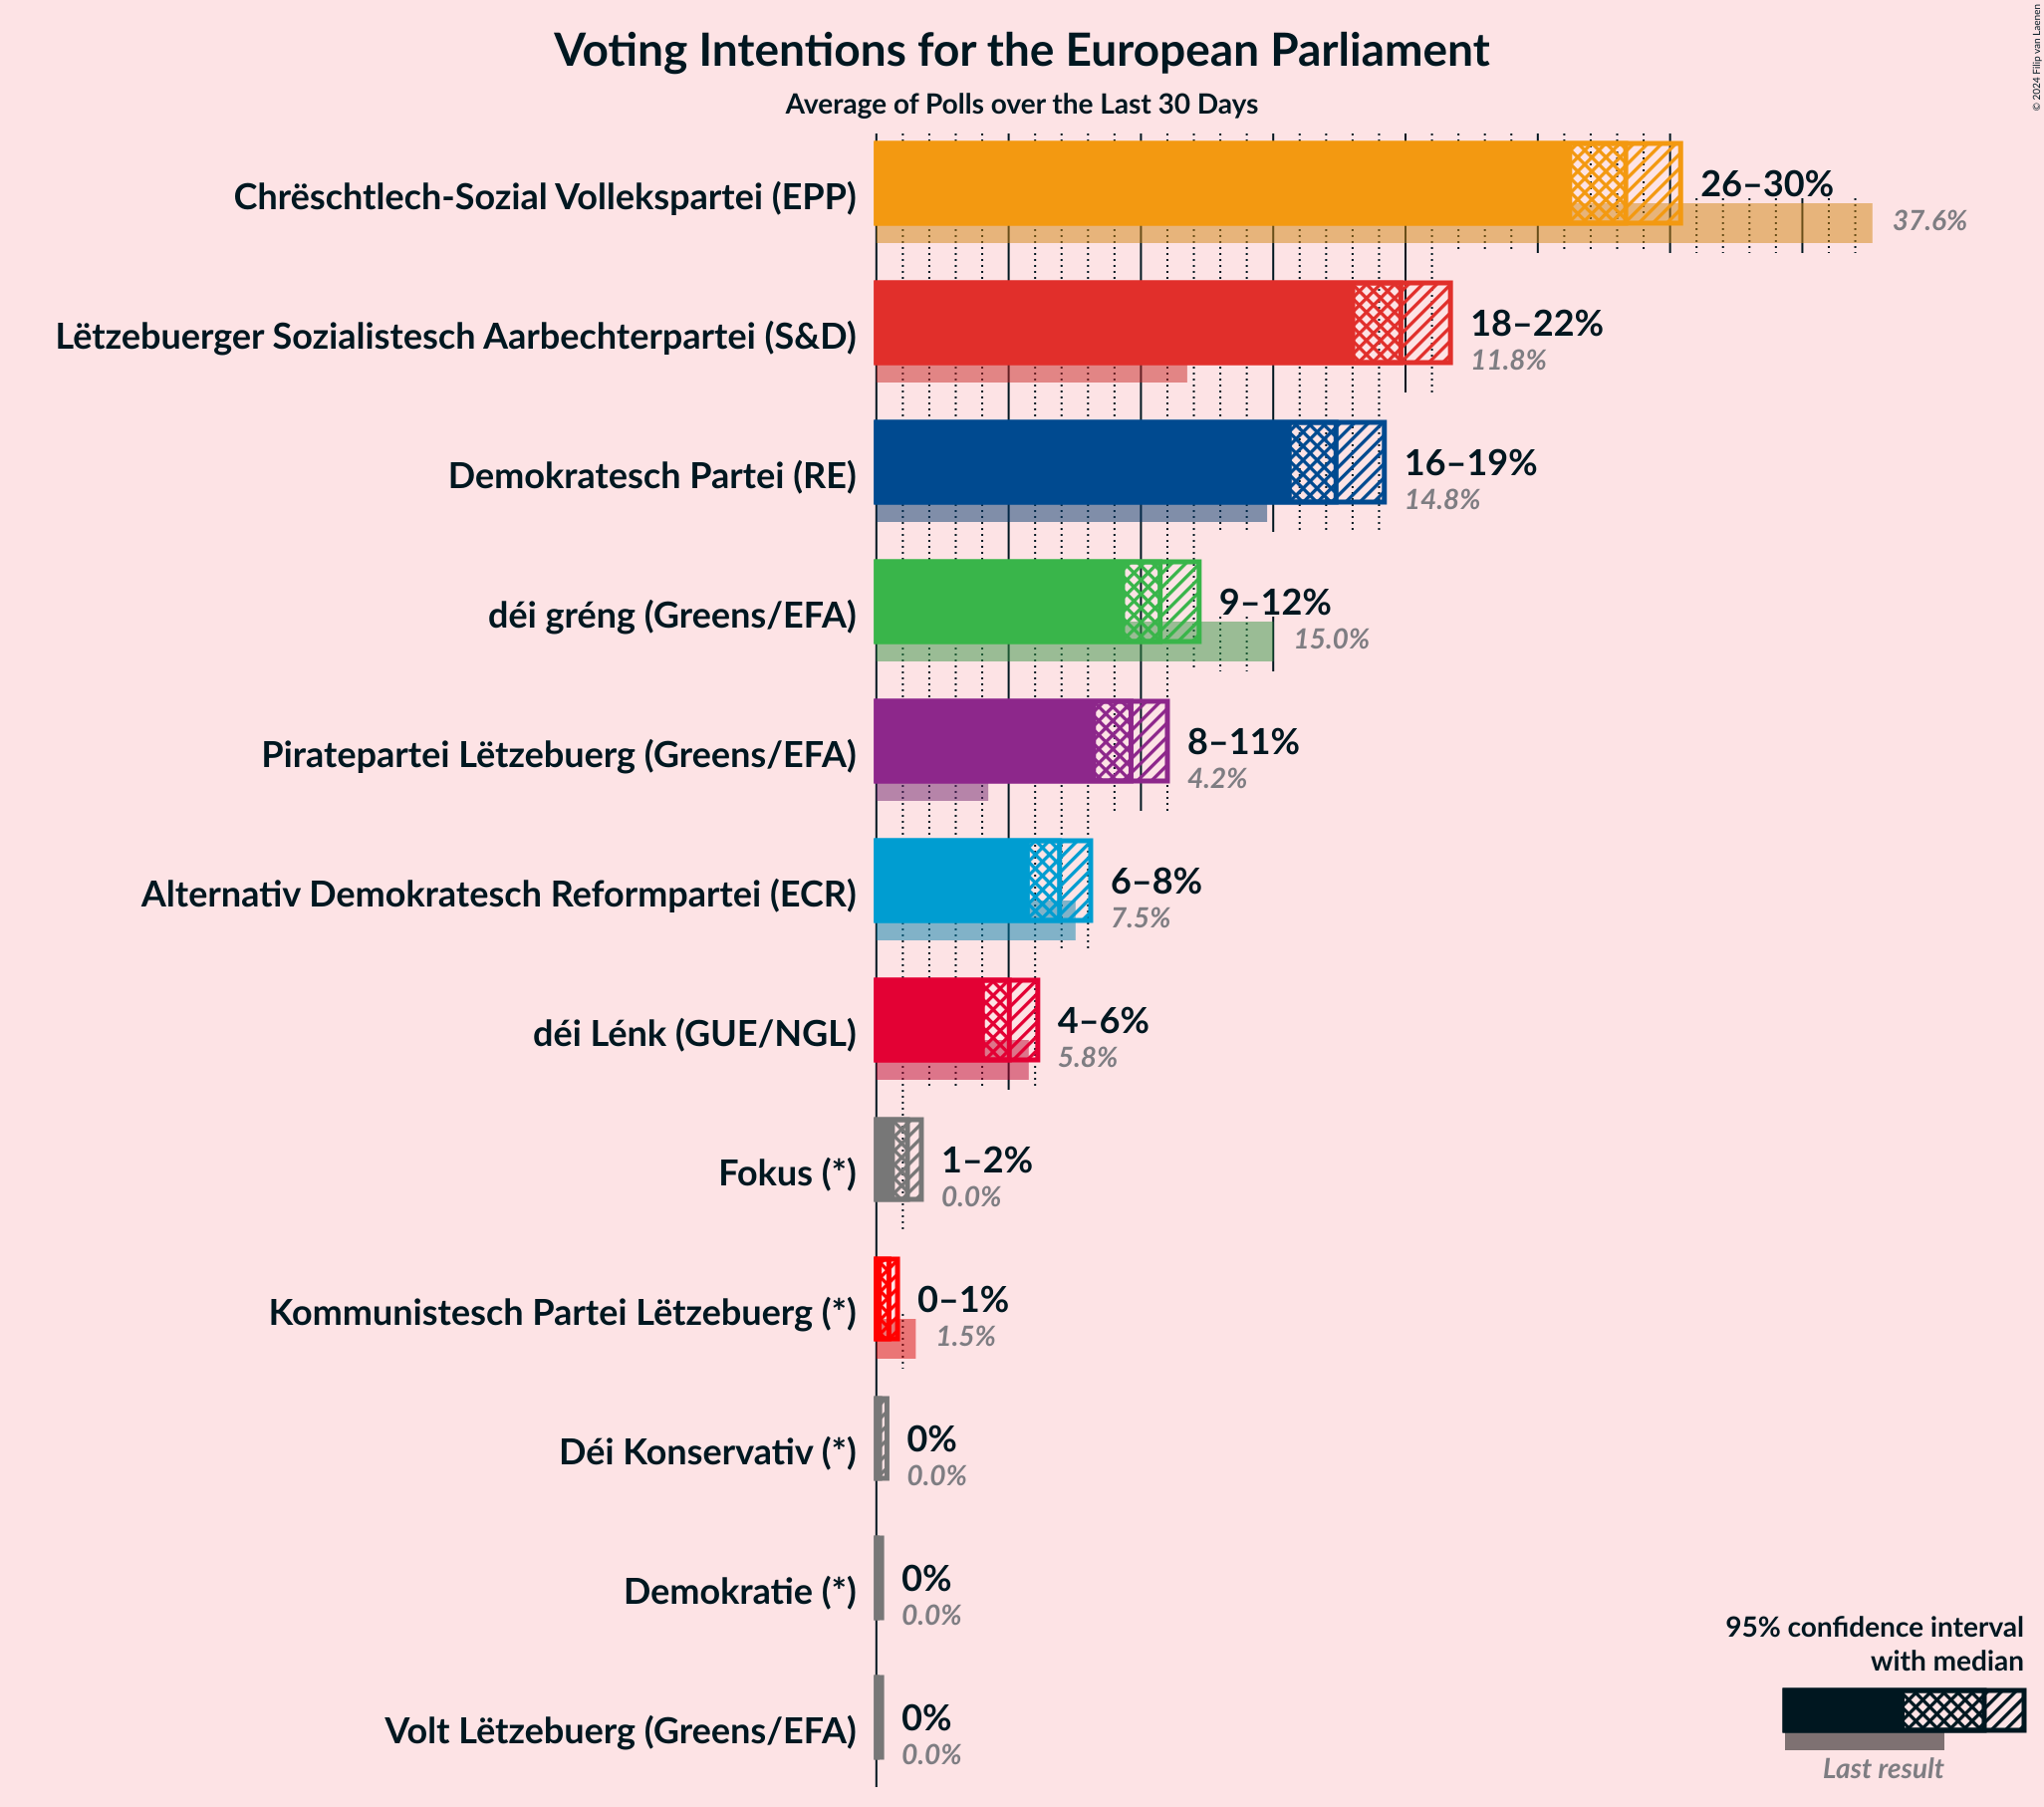 Voting Intentions for the European Parliament
Average of Polls over the Last 30 Days
© 2024 Filip van Laenen
Chrëschtlech-Sozial Vollekspartei (EPP)
26–30%
37.6%
Lëtzebuerger Sozialistesch Aarbechterpartei (S&D)
18–22%
11.8%
Demokratesch Partei (RE)
16–19%
14.8%
déi gréng (Greens/EFA)
9–12%
15.0%
Piratepartei Lëtzebuerg (Greens/EFA)
8–11%
4.2%
Alternativ Demokratesch Reformpartei (ECR)
6–8%
7.5%
déi Lénk (GUE/NGL)
4–6%
5.8%
Fokus (*)
1–2%
0.0%
Kommunistesch Partei Lëtzebuerg (*)
0–1%
1.5%
Déi Konservativ (*)
0%
0.0%
Demokratie (*)
0%
0.0%
Volt Lëtzebuerg (Greens/EFA)
0%
0.0%
95% confidence interval
with median
Last result